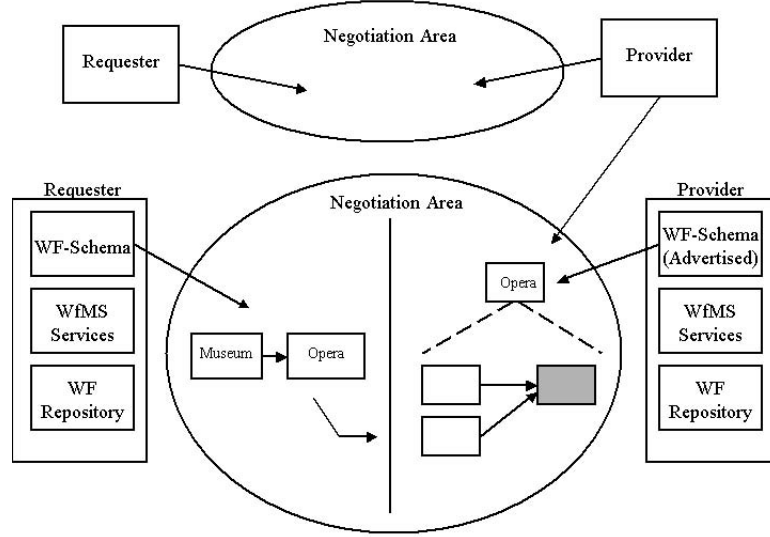 Negotiation Area
Requester
Provider
Requester
Provider
Negotiation Area
WF-Schema
WF-Schema
(Advertised)
Opera
WfMS
Services
WfMS
Services
Museum
Opera
WF
Repository
WF
Repository